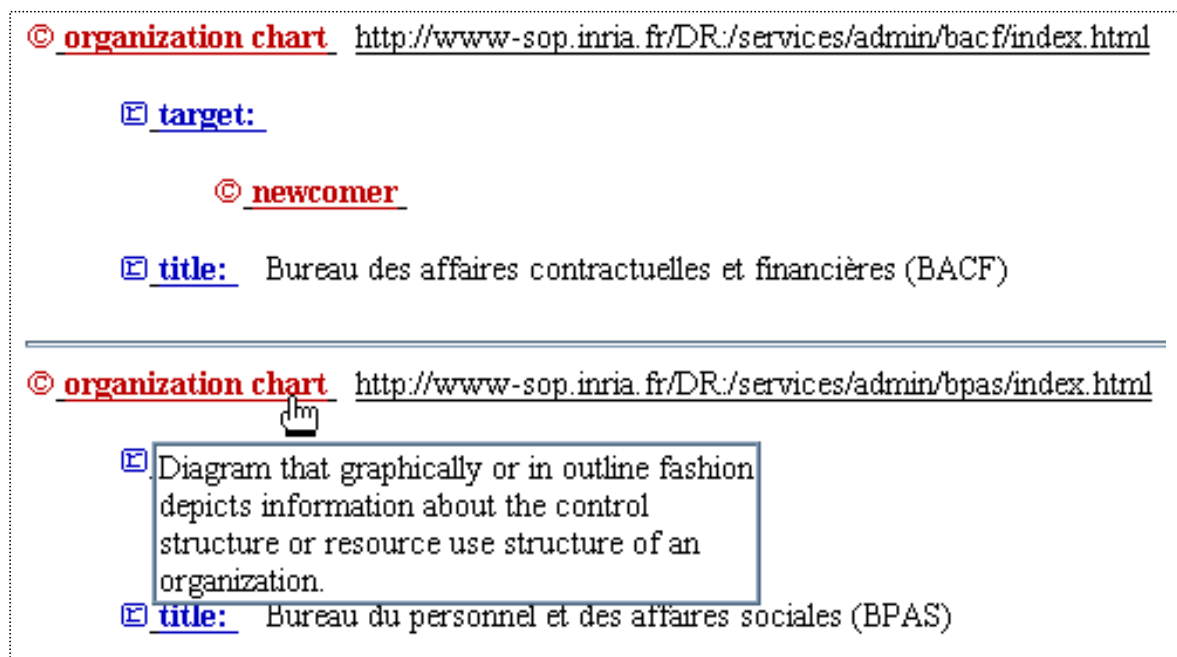 © organization chart http://www-sop.inria.fr/DR:/services/admin/bacf/index.html
r target:
© newcomer
r title: Bureau des affaires contractuelles et financières (BACF)
© organization chart http://www-sop.inria.fr/DR:/services/admin/bpas/index.html
r Diagram that graphically or in outline fashion
depicts information about the control
structure or resource use structure of an
organization.
r title: Bureau du personnel et des affaires sociales (BPAS)